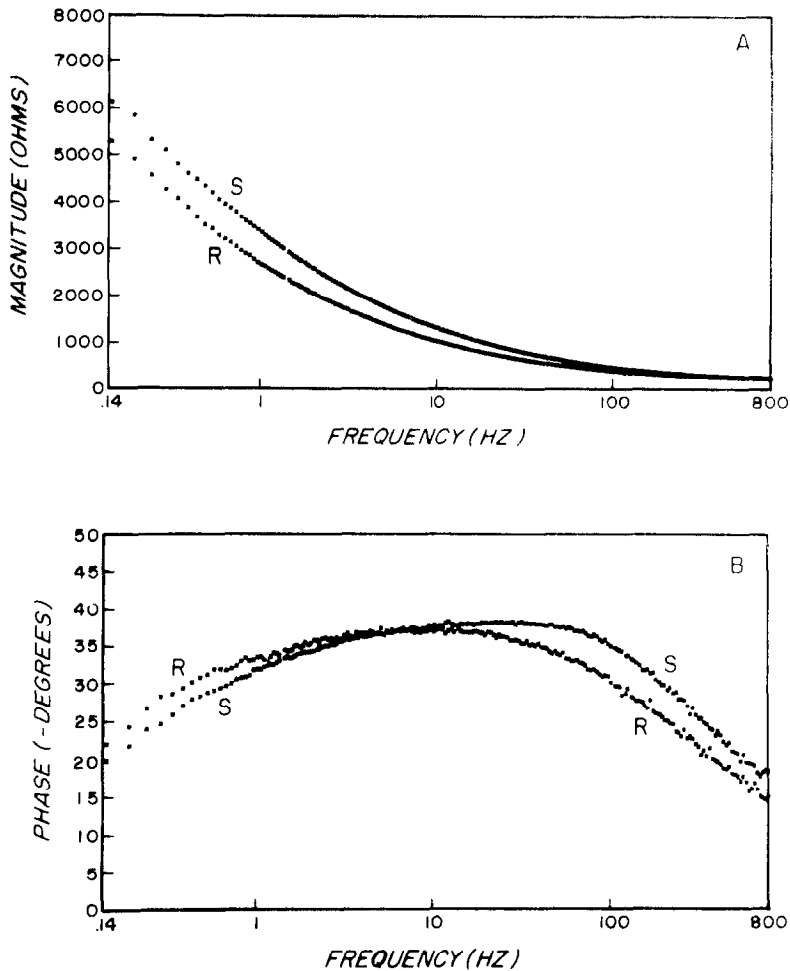 A
8000
7000
6000
5000
4000
3000
2000
1000
0
MAGNITUDE (OHMS)
S
R
.14
1
10
100
800
FREQUENCY (HZ)
B
50
45
40
35
30
25
20
15
10
5
0
PHASE (-DEGREES)
R
S
S
R
.14
1
10
100
800
FREQUENCY (HZ)